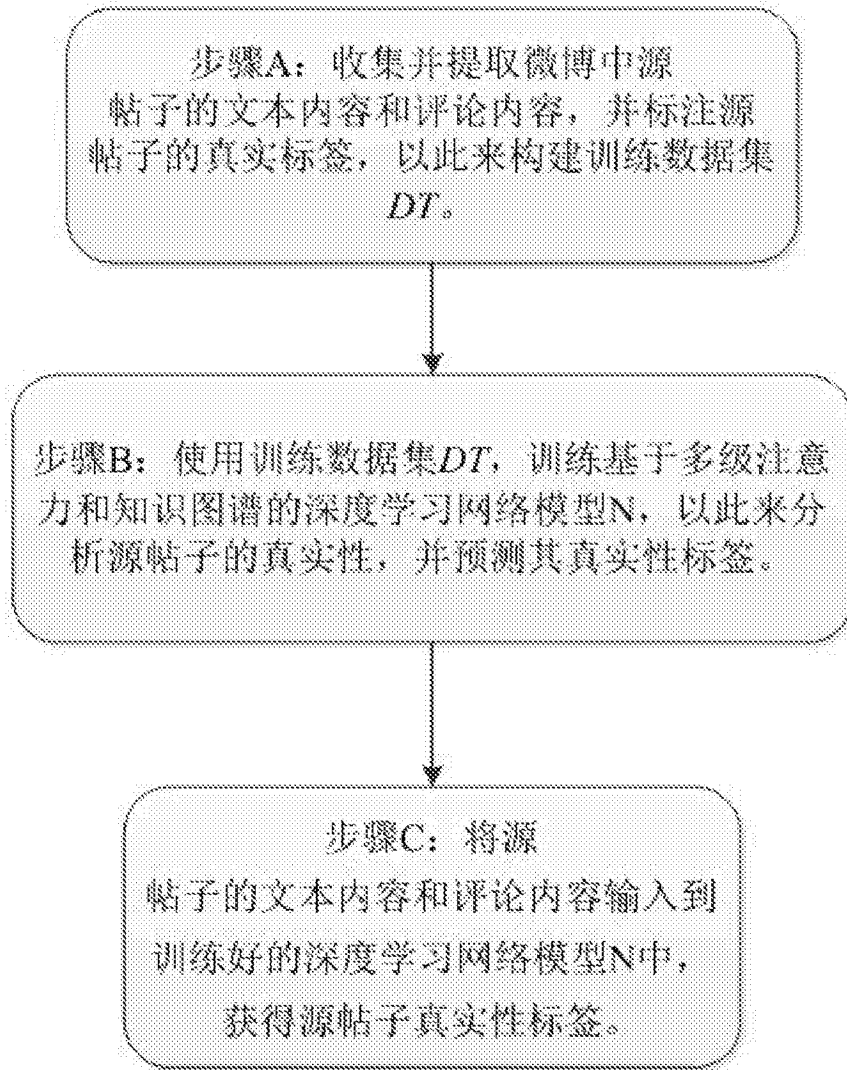 步骤A：收集并提取微博中源
帖子的文本内容和评论内容，并标注源
帖子的真实标签，以此来构建训练数据集
DT。
步骤B：使用训练数据集DT，训练基于多级注意
力和知识图谱的深度学习网络模型N，以此来分
析源帖子的真实性，并预测其真实性标签。
步骤C：将源
帖子的文本内容和评论内容输入到
训练好的深度学习网络模型N中，
获得源帖子真实性标签。